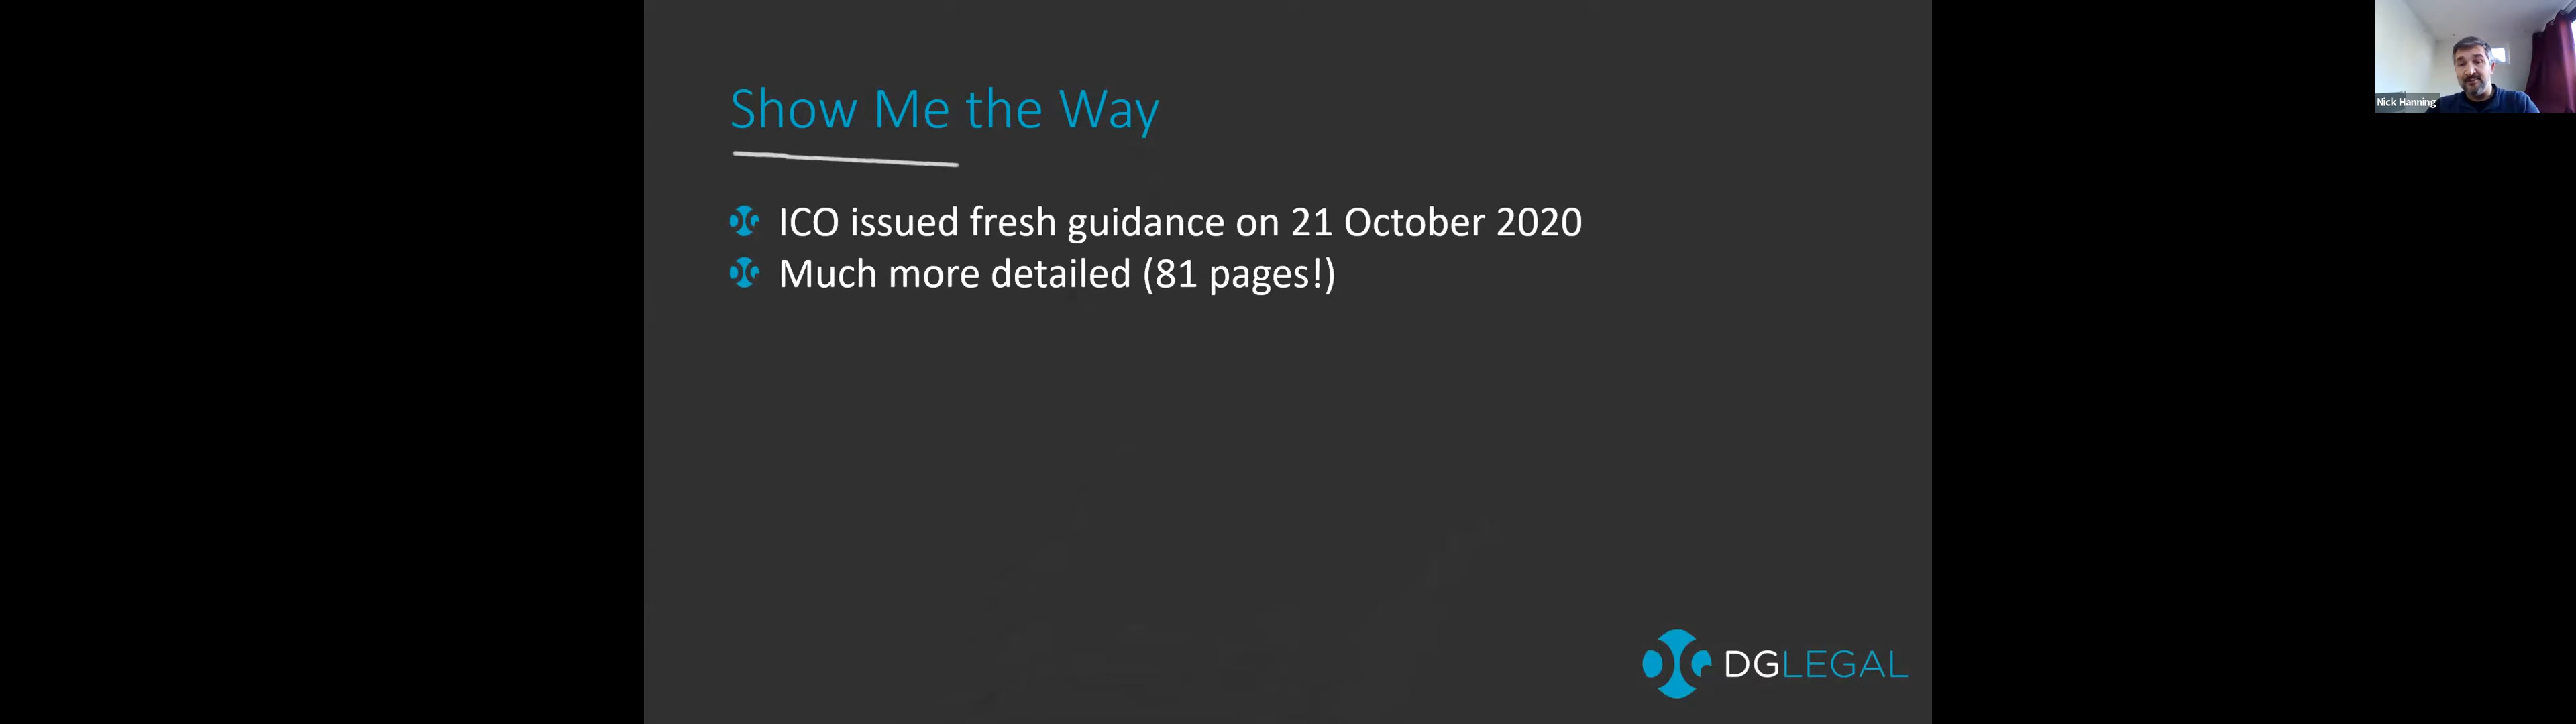 Show Me the Way
ICO issued fresh guidance on 21 October 2020
Much more detailed (81 pages!)
DGLEGAL
Nick Hanning